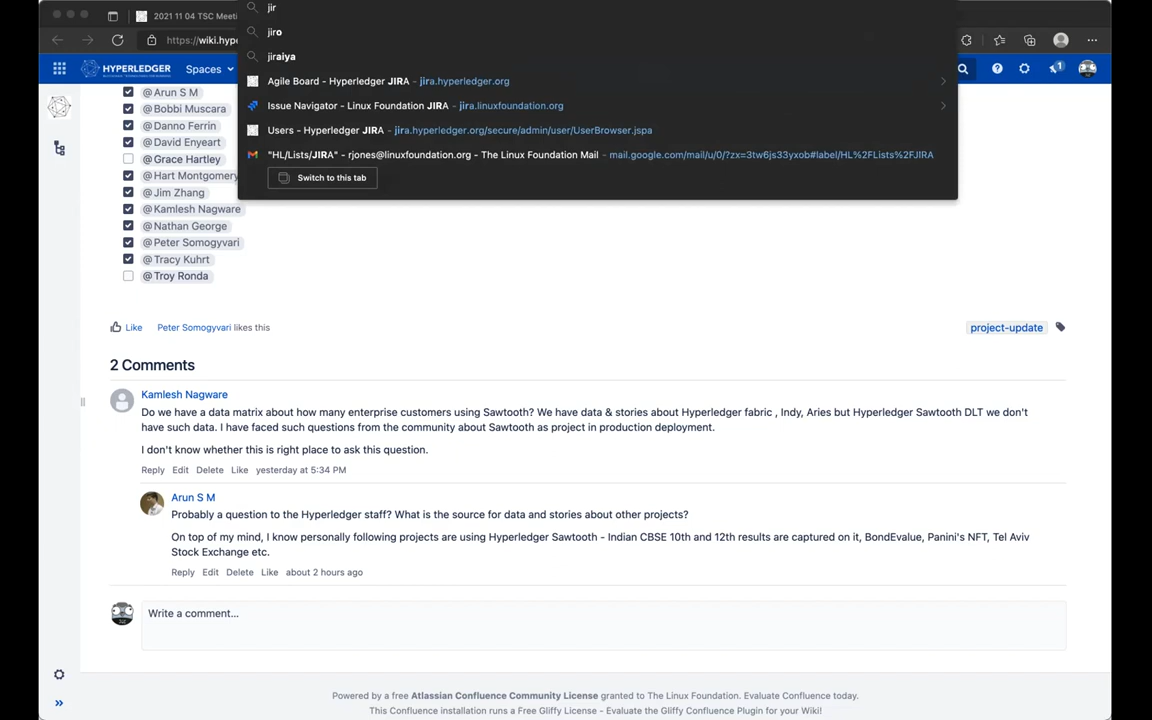 2021 11 04 TSC Meeti
jir
https://wiki.hype
jiro
jiraiya
HYPERLEDGER
Spaces
Agile Board - Hyperledger JIRA - jira.hyperledger.org
Issue Navigator - Linux Foundation JIRA - jira.linuxfoundation.org
Users - Hyperledger JIRA - jira.hyperledger.org/secure/admin/user/UserBrowser.jspa
"HL/Lists/JIRA" - rjones@linuxfoundation.org - The Linux Foundation Mail - mail.google.com/mail/u/0/?zx=3tw6js33yxob#label/HL%2FLists%2FJIRA
Switch to this tab
1
@Arun S M
@Bobbi Muscara
@Danno Ferrin
@David Enyeart
@Grace Hartley
@Hart Montgomery
@Jim Zhang
@Kamlesh Nagware
@Nathan George
@Peter Somogyvari
@Tracy Kuhrt
@Troy Ronda
Like Peter Somogyvari likes this
project-update
2 Comments
Kamlesh Nagware
Do we have a data matrix about how many enterprise customers using Sawtooth? We have data & stories about Hyperledger fabric , Indy, Aries but Hyperledger Sawtooth DLT we don't
have such data. I have faced such questions from the community about Sawtooth as project in production deployment.
I don't know whether this is right place to ask this question.
Reply Edit Delete Like yesterday at 5:34 PM
Arun S M
Probably a question to the Hyperledger staff? What is the source for data and stories about other projects?
On top of my mind, I know personally following projects are using Hyperledger Sawtooth - Indian CBSE 10th and 12th results are captured on it, BondEvalue, Panini's NFT, Tel Aviv
Stock Exchange etc.
Reply Edit Delete Like about 2 hours ago
Write a comment...
Powered by a free Atlassian Confluence Community License granted to The Linux Foundation. Evaluate Confluence today.
This Confluence installation runs a Free Gliffy License - Evaluate the Gliffy Confluence Plugin for your Wiki!